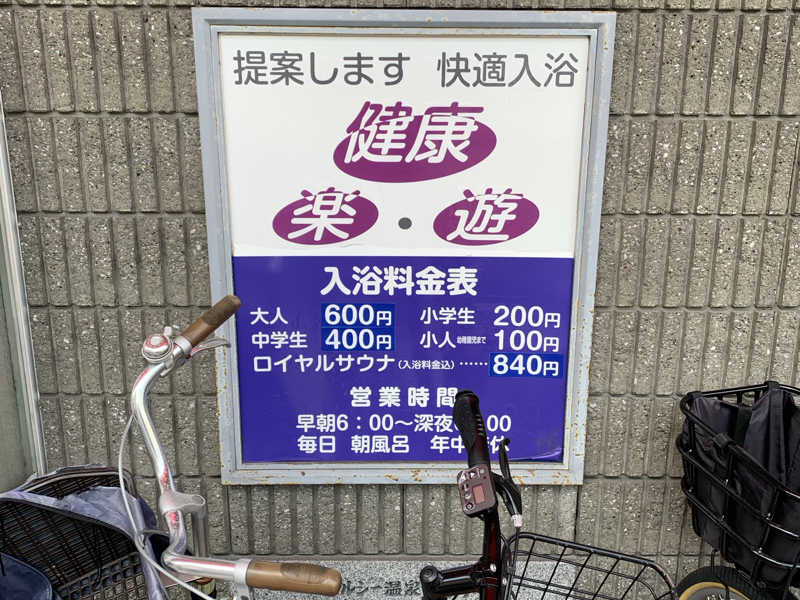 提案します 快適入浴
健康
楽・遊
入浴料金表
大人 600円 小学生 200円
中学生 400円 小人 幼稚園児まで 100円
ロイヤルサウナ(入浴料金込)…… 840円
営業時間
早朝6:00〜深夜 :00
毎日 朝風呂 年中 休
温泉